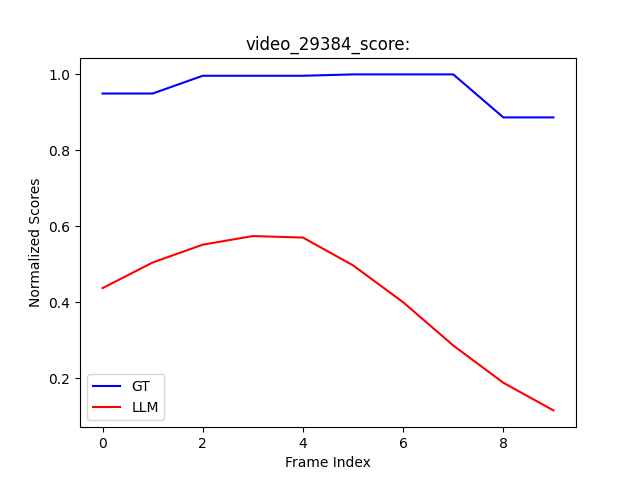 video_29384_score:
Normalized Scores
1.0
0.8
0.6
0.4
0.2
GT
LLM
0 2 4 6 8
Frame Index